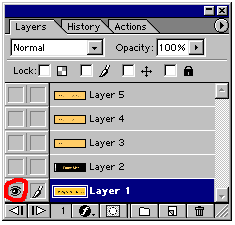 Layers History Actions
Normal Opacity: 100%
Lock:
Layer 5
Layer 4
Layer 3
Layer 2
Layer 1
1